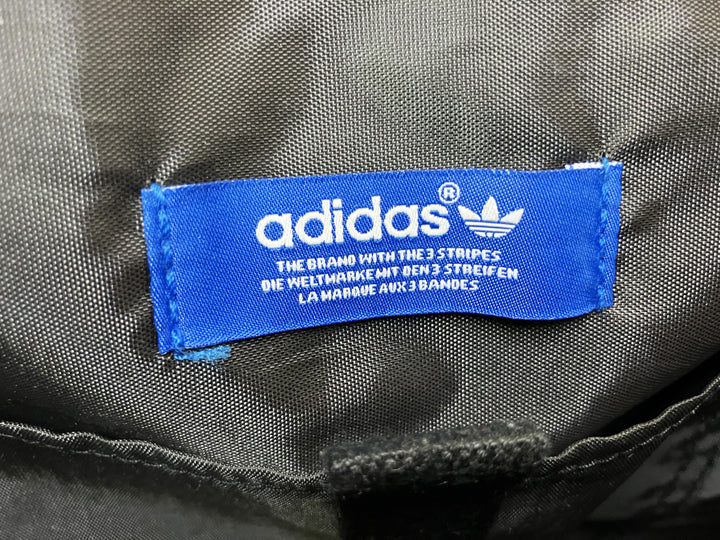 adidas®
THE BRAND WITH THE 3 STRIPES
DIE WELTMARKE MIT DEN 3 STREIFEN
LA MARQUE AUX 3 BANDES